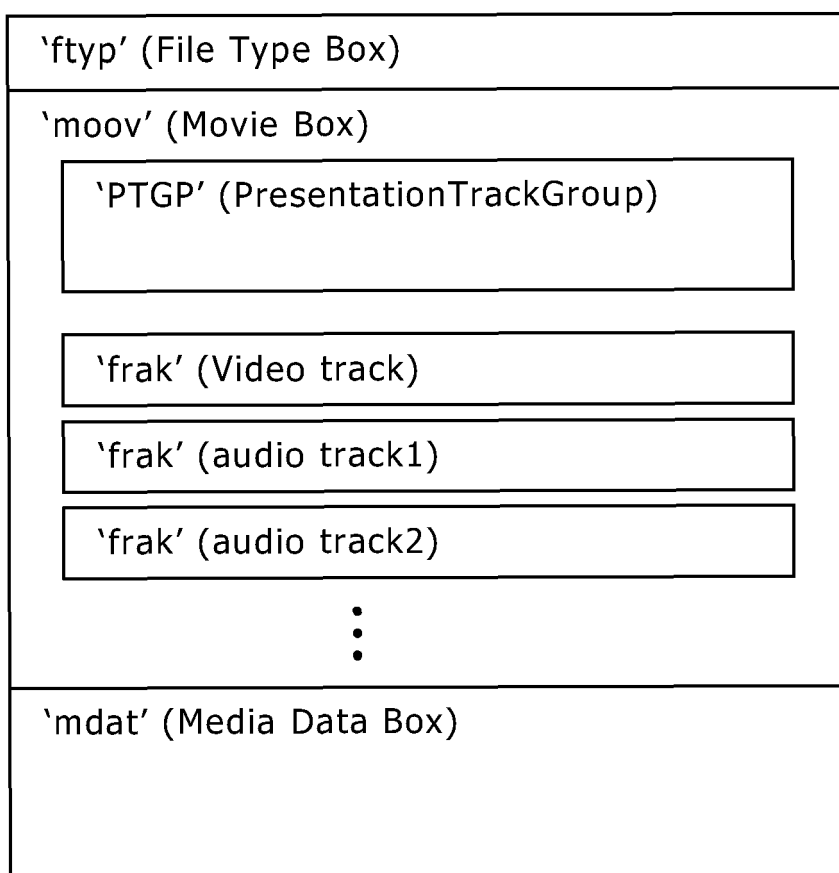 ‘ftyp’ (File Type Box)
‘moov’ (Movie Box)
‘PTGP’ (PresentationTrackGroup)
‘frak’ (Video track)
‘frak’ (audio track1)
‘frak’ (audio track2)
‘mdat’ (Media Data Box)